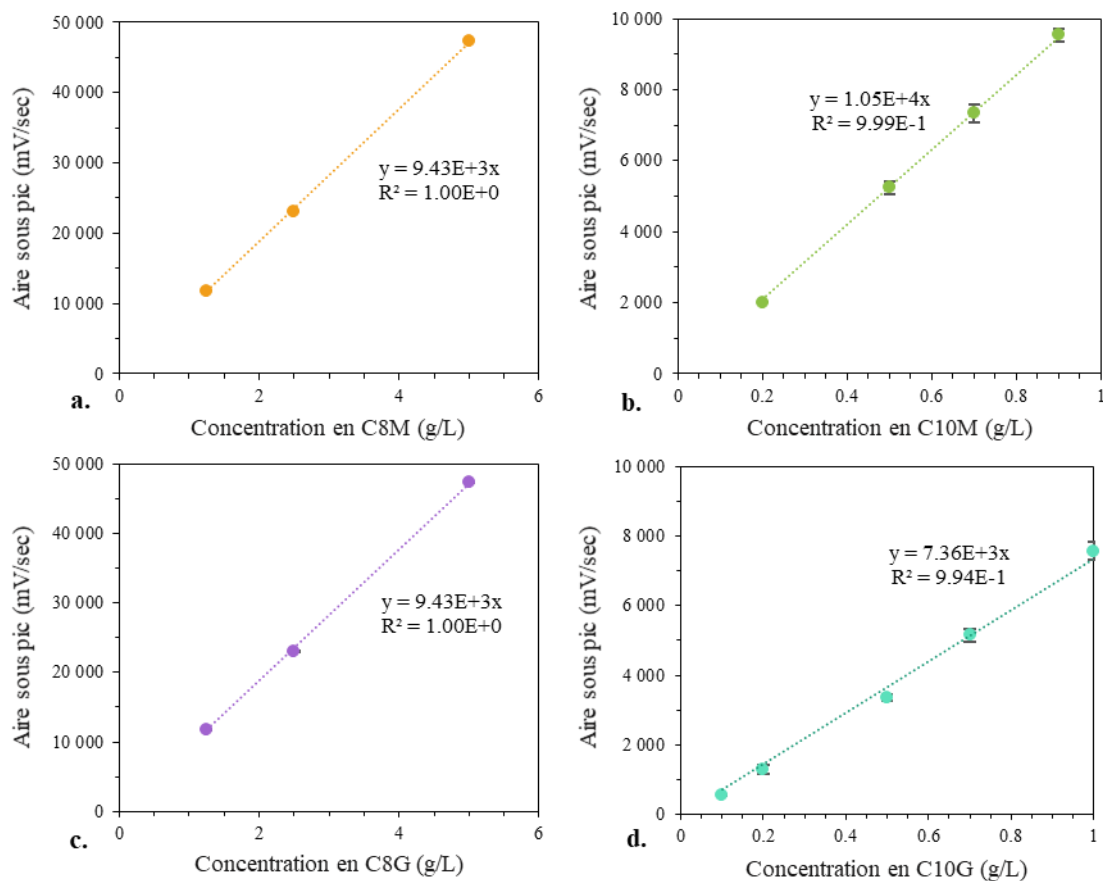 50 000
40 000
30 000
20 000
10 000
0
Aire sous pic (mV/sec)
y = 9.43E+3x
R² = 1.00E+0
0 2 4 6
a.
Concentration en C8M (g/L)
10 000
8 000
6 000
4 000
2 000
0
Aire sous pic (mV/sec)
y = 1.05E+4x
R² = 9.99E-1
0 0.2 0.4 0.6 0.8 1
b.
Concentration en C10M (g/L)
50 000
40 000
30 000
20 000
10 000
0
Aire sous pic (mV/sec)
y = 9.43E+3x
R² = 1.00E+0
0 2 4 6
c.
Concentration en C8G (g/L)
10 000
8 000
6 000
4 000
2 000
0
Aire sous pic (mV/sec)
y = 7.36E+3x
R² = 9.94E-1
0 0.2 0.4 0.6 0.8 1
d.
Concentration en C10G (g/L)